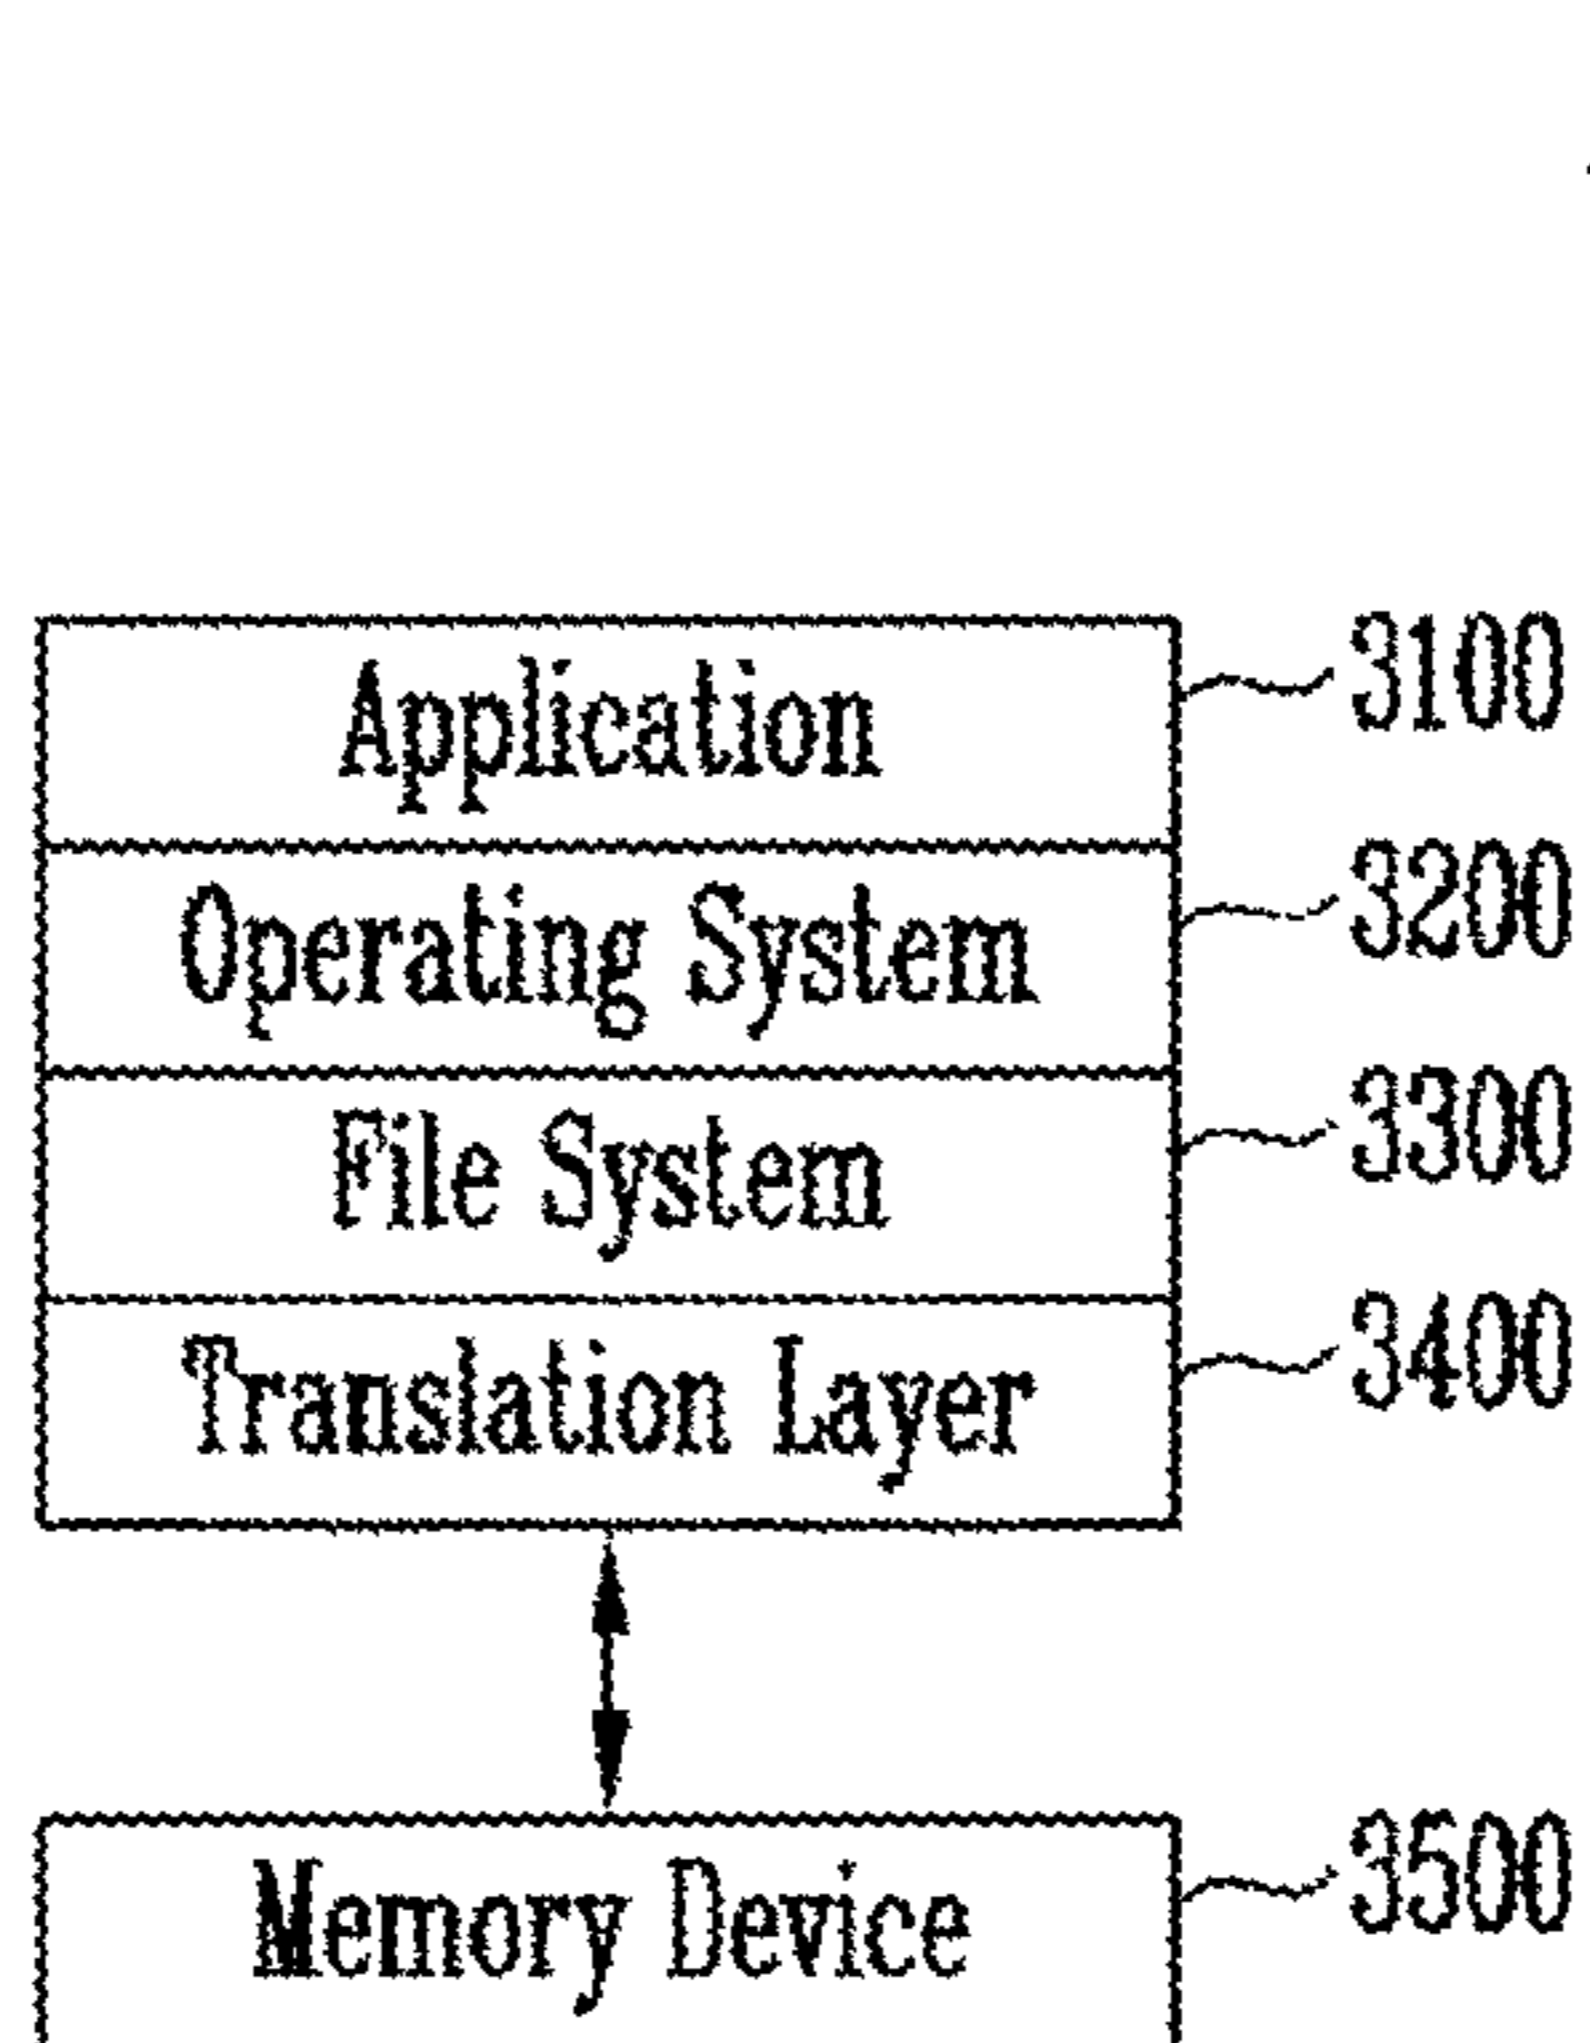 Application 3100
Operating System 3200
File System 3300
Translation Layer 3400
Memory Device 3500